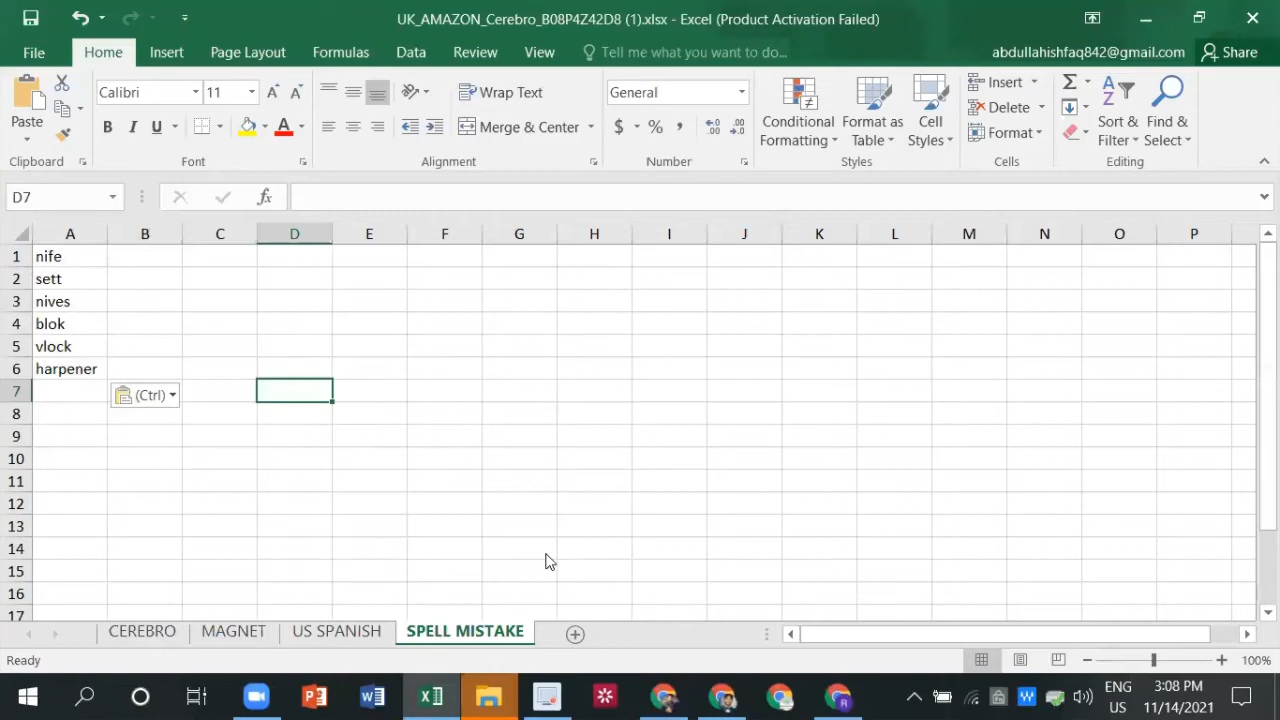 UK_AMAZON_Cerebro_B08P4Z42D8 (1).xlsx - Excel (Product Activation Failed)
File Home Insert Page Layout Formulas Data Review View Tell me what you want to do... abdullahishfaq842@gmail.com Share
Paste
Clipboard
Calibri 11
B I U A
Font
Wrap Text
Merge & Center
Alignment
General
$ % ,
Number
Conditional Formatting
Format as Table
Cell Styles
Styles
Insert
Delete
Format
Cells
Sort & Filter
Find & Select
Editing
D7 fx
A B C D E F G H I J K L M N O P
1 nife
2 sett
3 nives
4 blok
5 vlock
6 harpener
7 (Ctrl)
8
9
10
11
12
13
14
15
16
17
CEREBRO MAGNET US SPANISH SPELL MISTAKE
Ready 100%
ENG US
3:08 PM
11/14/2021